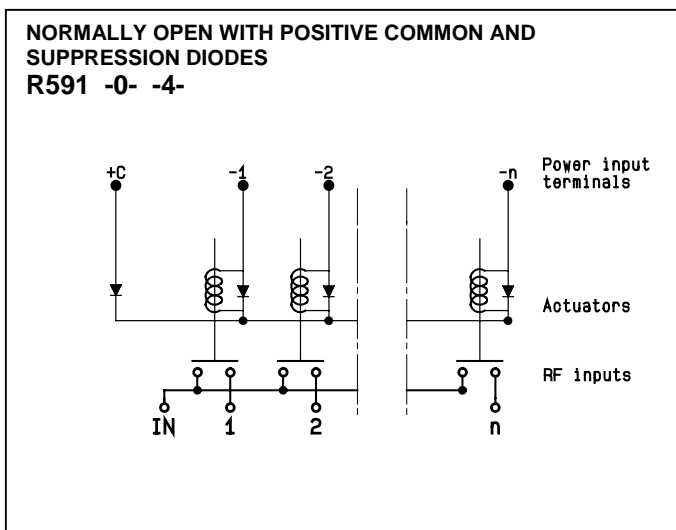 NORMALLY OPEN WITH POSITIVE COMMON AND
SUPPRESSION DIODES
R591 -0- -4-
+C -1 -2 -n Power input
terminals
Actuators
RF inputs
IN 1 2 n